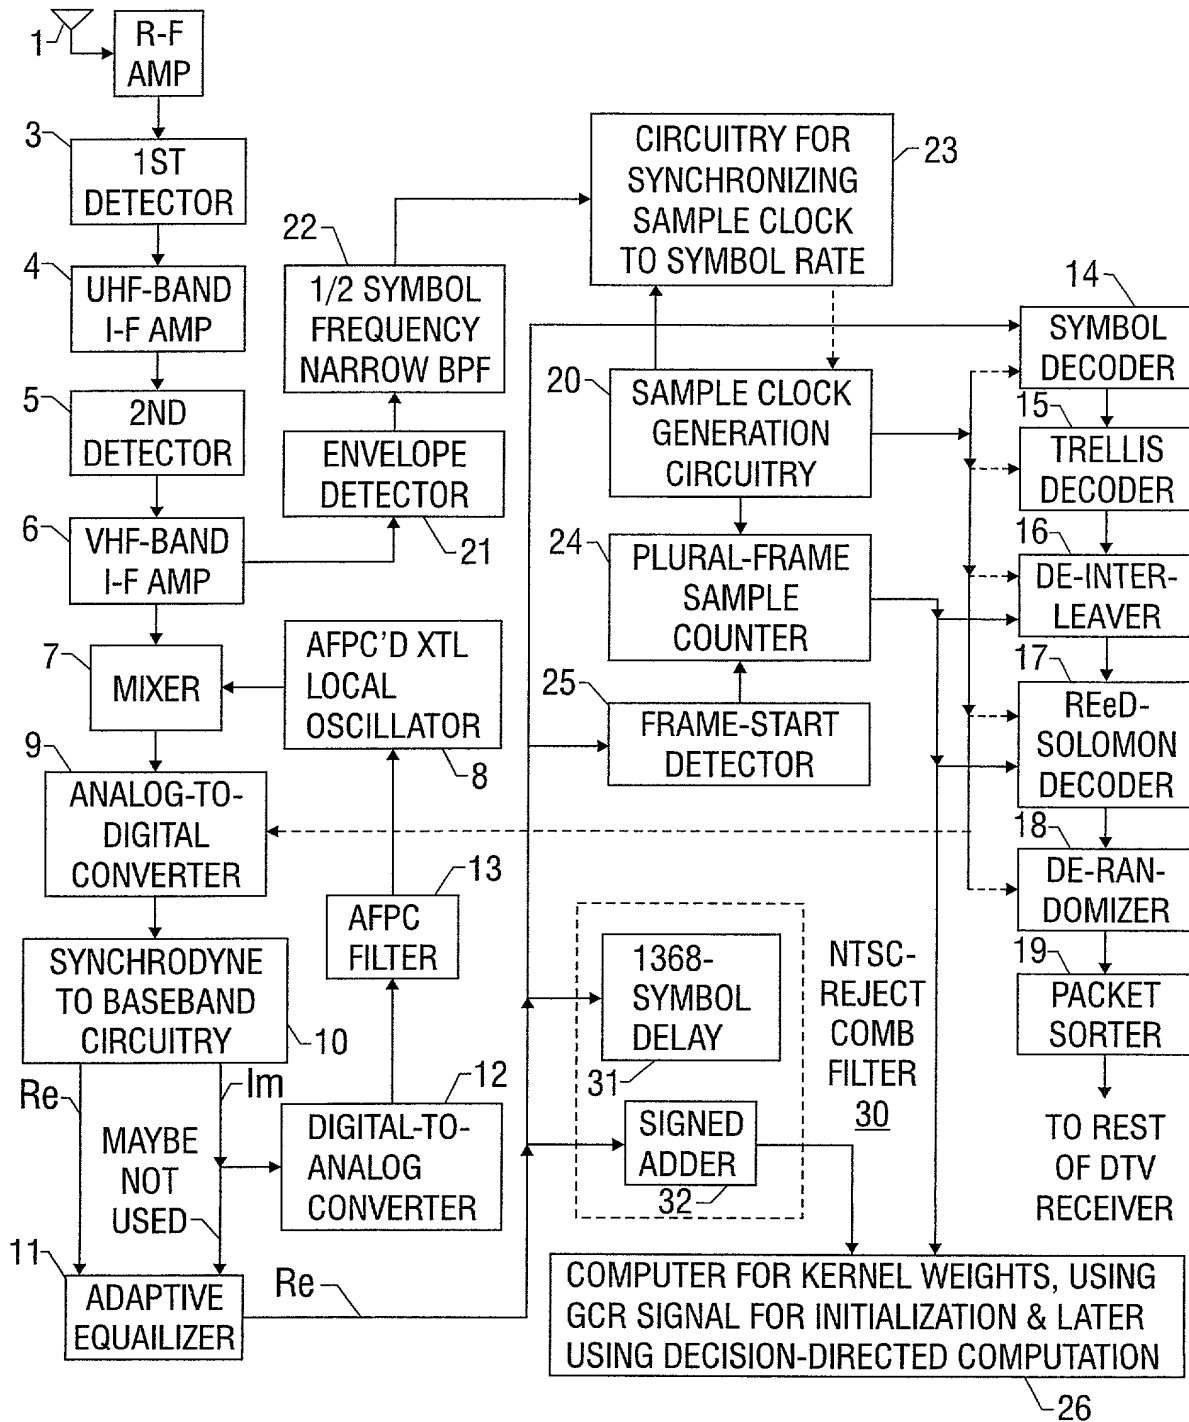 1
R-F
AMP
3
1ST
DETECTOR
4
UHF-BAND
I-F AMP
5
2ND
DETECTOR
6
VHF-BAND
I-F AMP
7
MIXER
9
ANALOG-TO-
DIGITAL
CONVERTER
SYNCHRODYNE
TO BASEBAND
CIRCUITRY
10
Re
Im
MAYBE
NOT
USED
11
ADAPTIVE
EQUAILIZER
Re
22
1/2 SYMBOL
FREQUENCY
NARROW BPF
ENVELOPE
DETECTOR
21
AFPC'D XTL
LOCAL
OSCILLATOR
8
13
AFPC
FILTER
12
DIGITAL-TO-
ANALOG
CONVERTER
CIRCUITRY FOR
SYNCHRONIZING
SAMPLE CLOCK
TO SYMBOL RATE
23
20
SAMPLE CLOCK
GENERATION
CIRCUITRY
24
PLURAL-FRAME
SAMPLE
COUNTER
25
FRAME-START
DETECTOR
1368-
SYMBOL
DELAY
31
SIGNED
ADDER
32
NTSC-
REJECT
COMB
FILTER
30
14
SYMBOL
DECODER
15
TRELLIS
DECODER
16
DE-INTER-
LEAVER
17
REeD-
SOLOMON
DECODER
18
DE-RAN-
DOMIZER
19
PACKET
SORTER
TO REST
OF DTV
RECEIVER
COMPUTER FOR KERNEL WEIGHTS, USING
GCR SIGNAL FOR INITIALIZATION & LATER
USING DECISION-DIRECTED COMPUTATION
26